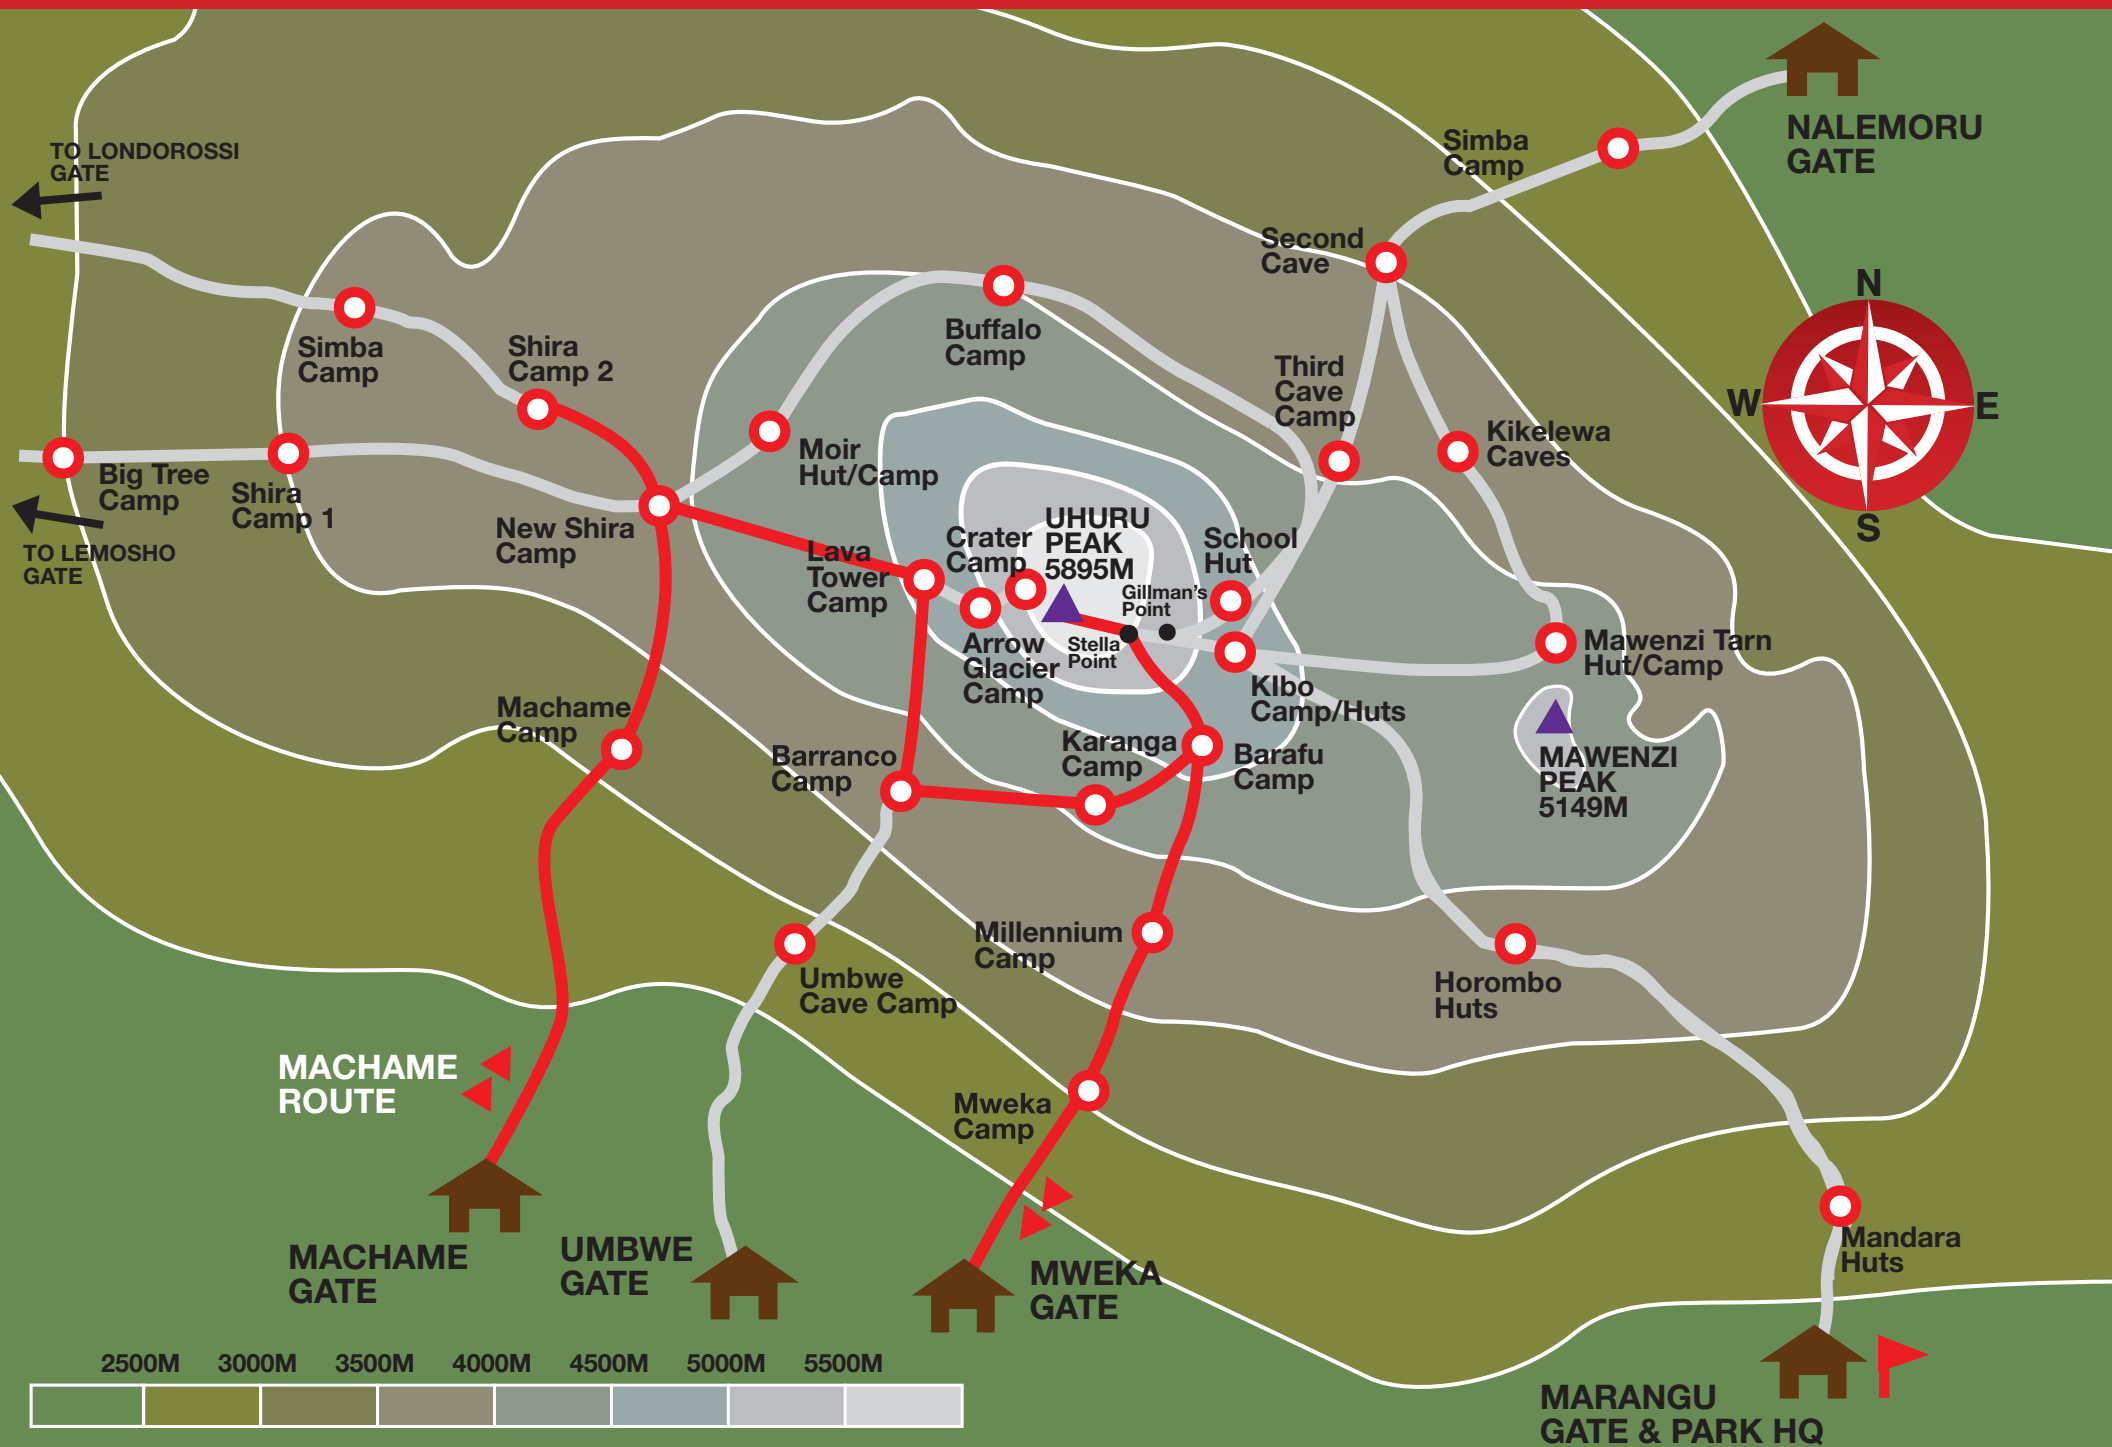 NALEMORU
GATE
Simba
Camp
TO LONDOROSSI
GATE
Second
Cave
N
W
E
S
Simba
Camp
Shira
Camp 2
Buffalo
Camp
Third
Cave
Camp
Kikelewa
Caves
Moir
Hut/Camp
Big Tree
Camp
Shira
Camp 1
New Shira
Camp
TO LEMOSHO
GATE
Lava
Tower
Camp
Crater
Camp
UHURU
PEAK
5895M
School
Hut
Gillman's
Point
Stella
Point
Arrow
Glacier
Camp
Mawenzi Tarn
Hut/Camp
KIbo
Camp/Huts
Machame
Camp
Barranco
Camp
Karanga
Camp
Barafu
Camp
MAWENZI
PEAK
5149M
Millennium
Camp
Umbwe
Cave Camp
Horombo
Huts
MACHAME
ROUTE
Mweka
Camp
Mandara
Huts
MACHAME
GATE
UMBWE
GATE
MWEKA
GATE
MARANGU
GATE & PARK HQ
2500M 3000M 3500M 4000M 4500M 5000M 5500M